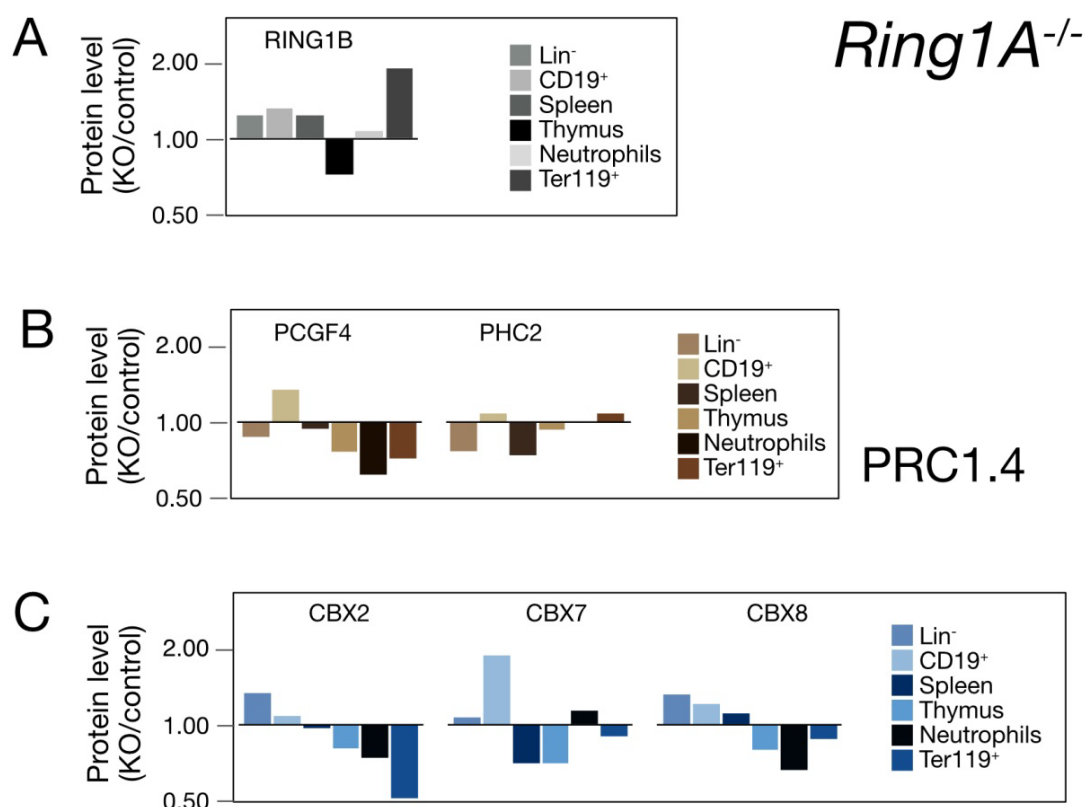 A
Ring1A-/-
RING1B
Protein level
(KO/control)
2.00
1.00
0.50
Lin-
CD19+
Spleen
Thymus
Neutrophils
Ter119+
B
PCGF4
PHC2
Protein level
(KO/control)
2.00
1.00
0.50
Lin-
CD19+
Spleen
Thymus
Neutrophils
Ter119+
PRC1.4
C
CBX2
CBX7
CBX8
Protein level
(KO/control)
2.00
1.00
0.50
Lin-
CD19+
Spleen
Thymus
Neutrophils
Ter119+